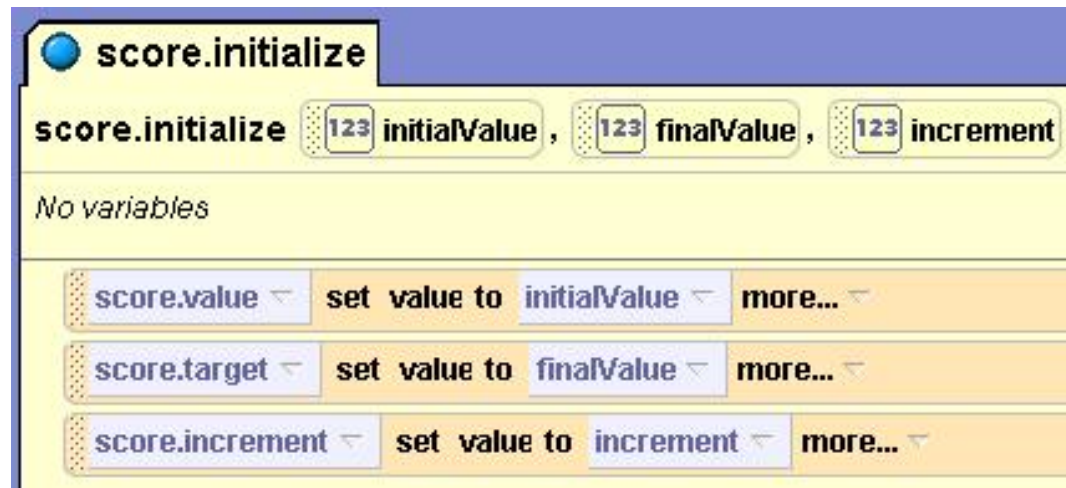 score.initialize
score.initialize 123 initialValue , 123 finalValue , 123 increment
No variables
score.value set value to initialValue more...
score.target set value to finalValue more...
score.increment set value to increment more...